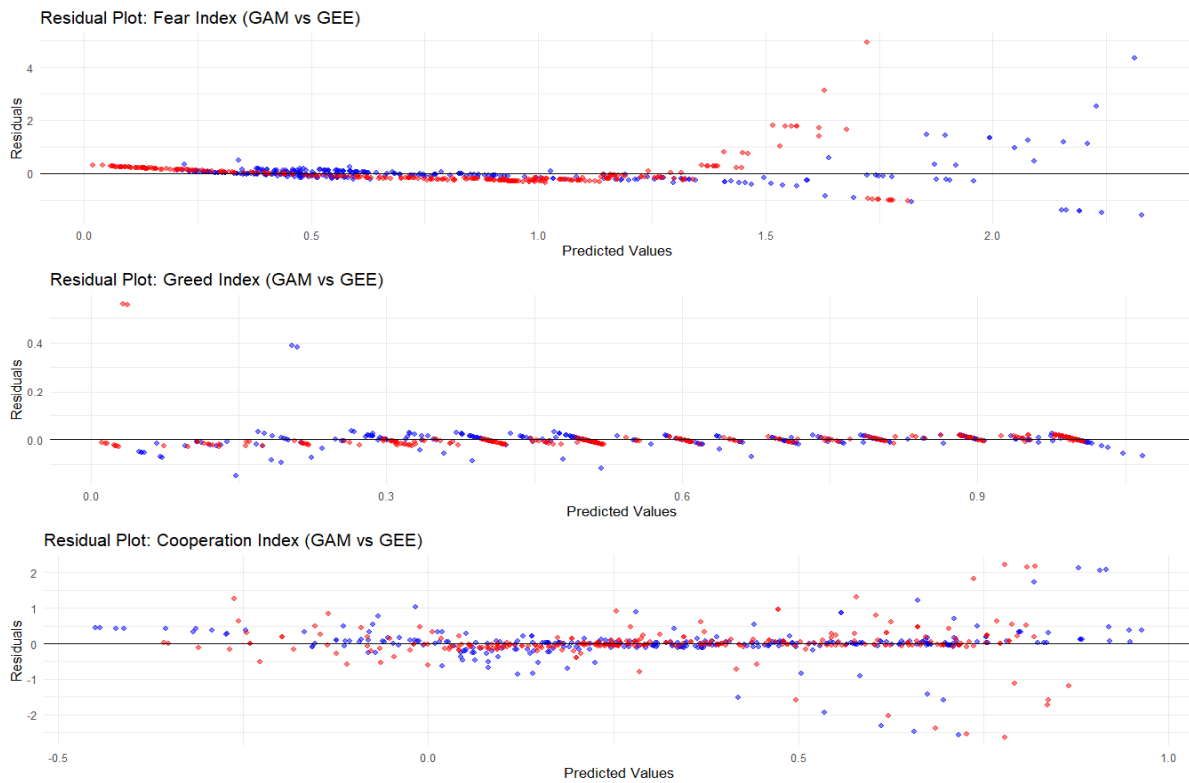 Residual Plot: Fear Index (GAM vs GEE)
Residuals
4
2
0
0.0 0.5 1.0 1.5 2.0
Predicted Values
Residual Plot: Greed Index (GAM vs GEE)
Residuals
0.4
0.2
0.0
0.0 0.3 0.6 0.9
Predicted Values
Residual Plot: Cooperation Index (GAM vs GEE)
Residuals
2
1
0
-1
-2
-0.5 0.0 0.5 1.0
Predicted Values